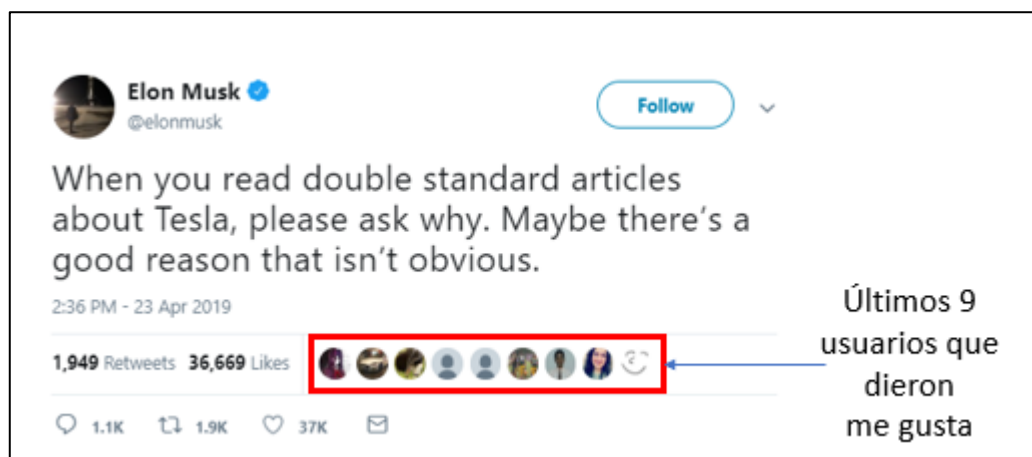 Elon Musk
Follow
@elonmusk
When you read double standard articles
about Tesla, please ask why. Maybe there's a
good reason that isn't obvious.
2:36 PM - 23 Apr 2019
1,949 Retweets 36,669 Likes
1.1K 1.9K 37K
Últimos 9
usuarios que
dieron
me gusta